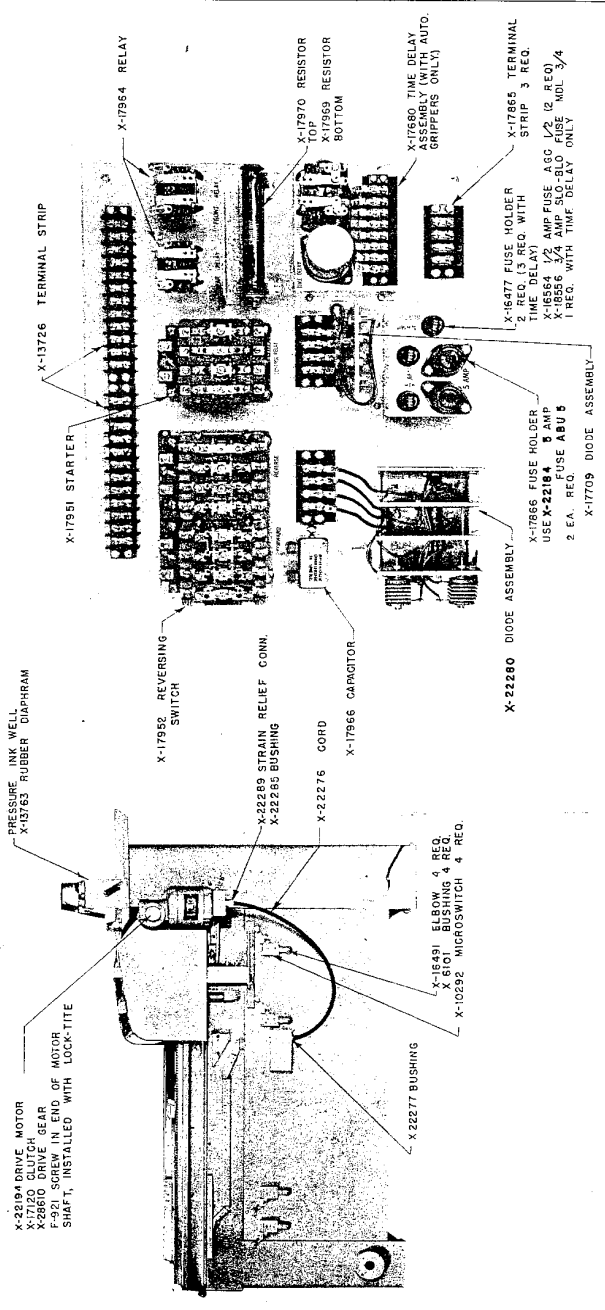 X-22194 DRIVE MOTOR
X-17120 CLUTCH
X-28610 DRIVE GEAR
F-921 SCREW IN END OF MOTOR
SHAFT, INSTALLED WITH LOCK-TITE
PRESSURE INK WELL
X-13763 RUBBER DIAPHRAM
X-22289 STRAIN RELIEF CONN.
X-22285 BUSHING
X-22276 CORD
X-16491 ELBOW 4 REQ.
X 6101 BUSHING 4 REQ.
X-10292 MICROSWITCH 4 REQ.
X 22277 BUSHING
X-17951 STARTER
X-13726 TERMINAL STRIP
X-17964 RELAY
X-17952 REVERSING
SWITCH
X-17970 RESISTOR
TOP
X-17969 RESISTOR
BOTTOM
X-17966 CAPACITOR
X-17680 TIME DELAY
ASSEMBLY (WITH AUTO.
GRIPPERS ONLY)
X-17865 TERMINAL
STRIP 3 REQ.
X-22280 DIODE ASSEMBLY
X-17866 FUSE HOLDER
USE X-22184 5 AMP
FUSE ABU 5
2 EA. REQ.
X-17709 DIODE ASSEMBLY
X-16477 FUSE HOLDER
2 REQ. (3 REQ. WITH
TIME DELAY)
X-16564 1/2 AMP FUSE AGC 1/2 (2 REQ)
X-18556 3/4 AMP SLO-BLO FUSE MDL 3/4
1 REQ. WITH TIME DELAY ONLY
REVERSE
5 AMP